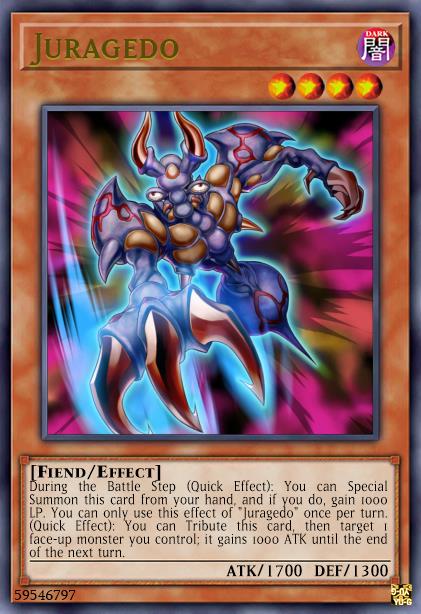 JURAGEDO
DARK
闇
[FIEND/EFFECT]
During the Battle Step (Quick Effect): You can Special
Summon this card from your hand, and if you do, gain 1000
LP. You can only use this effect of "Juragedo" once per turn.
(Quick Effect): You can Tribute this card, then target 1
face-up monster you control; it gains 1000 ATK until the end
of the next turn.
ATK/1700 DEF/1300
59546797